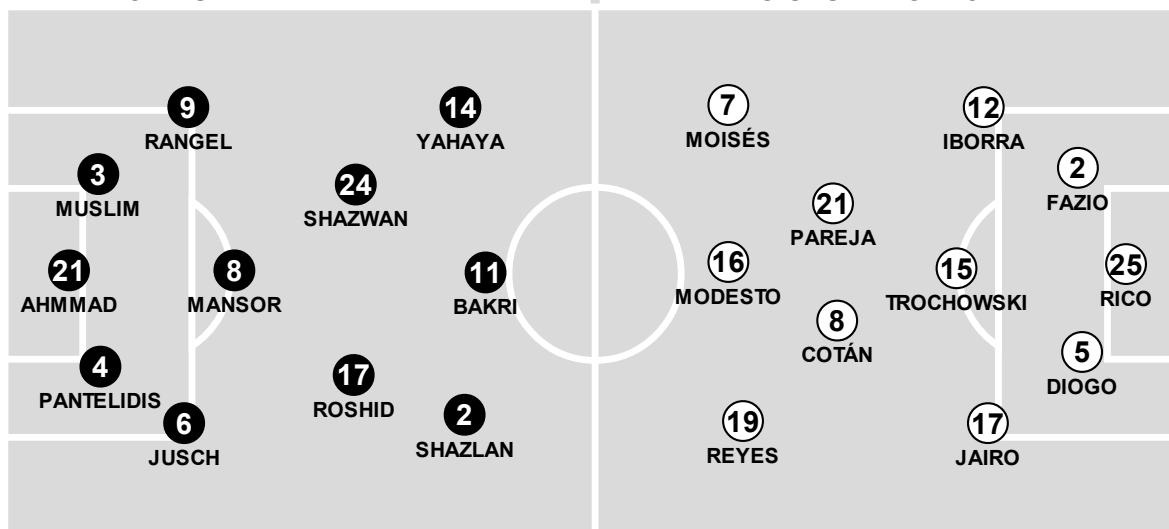 9
RANGEL
14
YAHAYA
3
MUSLIM
24
SHAZWAN
21
AHMMAD
8
MANSOR
11
BAKRI
4
PANTELIDIS
17
ROSHID
6
JUSCH
2
SHAZLAN
7
MOISÉS
12
IBORRA
2
FAZIO
21
PAREJA
16
MODESTO
15
TROCHOWSKI
25
RICO
8
COTÁN
5
DIOGO
19
REYES
17
JAIRO